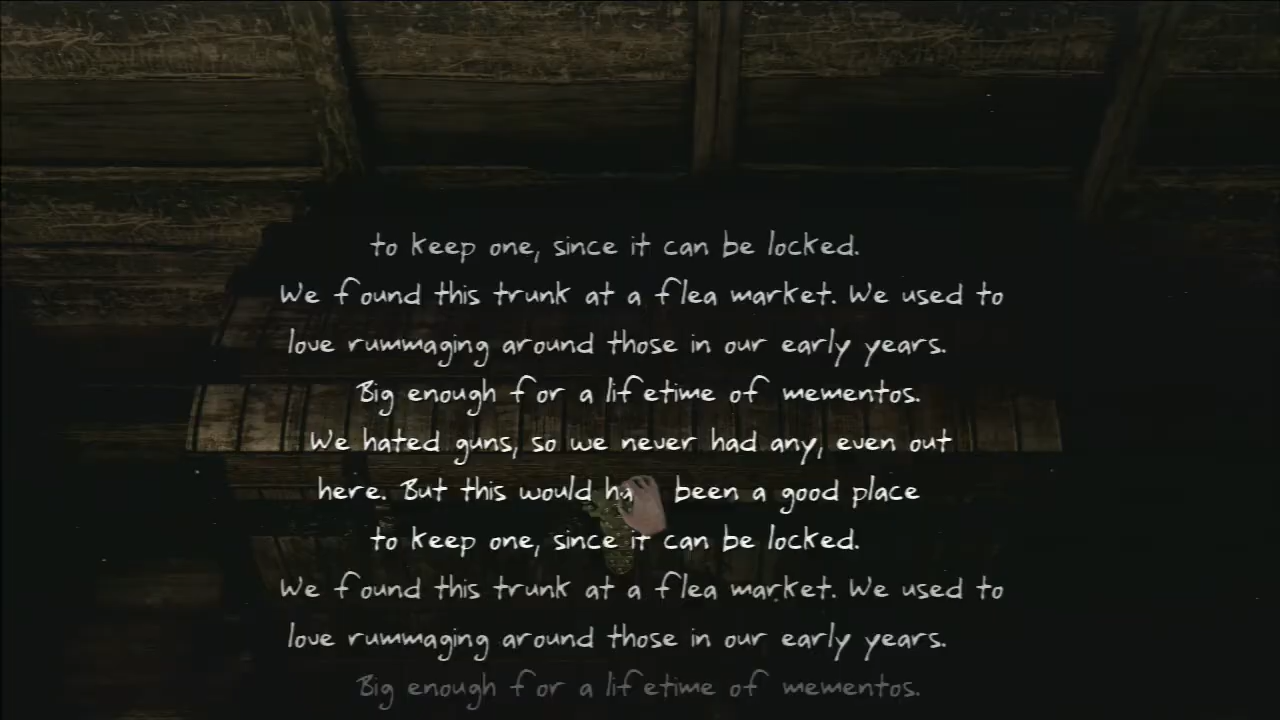 to keep one, since it can be locked.
We found this trunk at a flea market. We used to
love rummaging around those in our early years.
Big enough for a lifetime of mementos.
We hated guns, so we never had any, even out
here. But this would been a good place
to keep one, since it can be locked.
We found this trunk at a flea market. We used to
love rummaging around those in our early years.
Big enough for a lifetime of mementos.